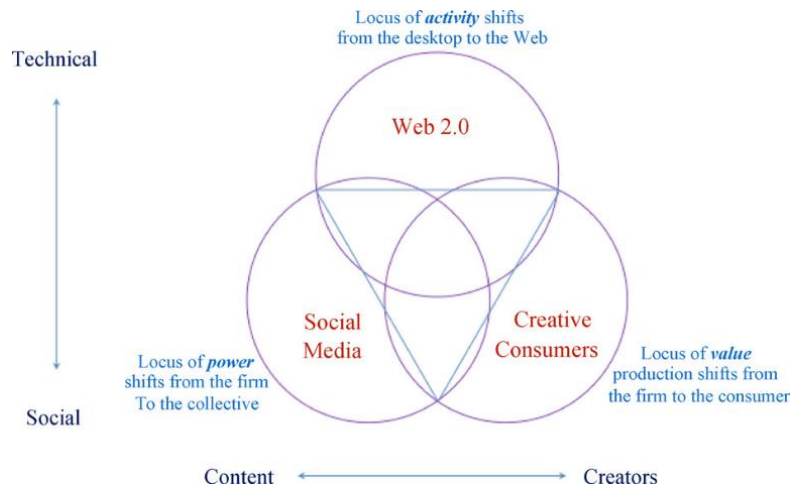 Locus of activity shifts
from the desktop to the Web
Technical
Web 2.0
Social
Media
Creative
Consumers
Locus of power
shifts from the firm
To the collective
Locus of value
production shifts from
the firm to the consumer
Social
Content
Creators